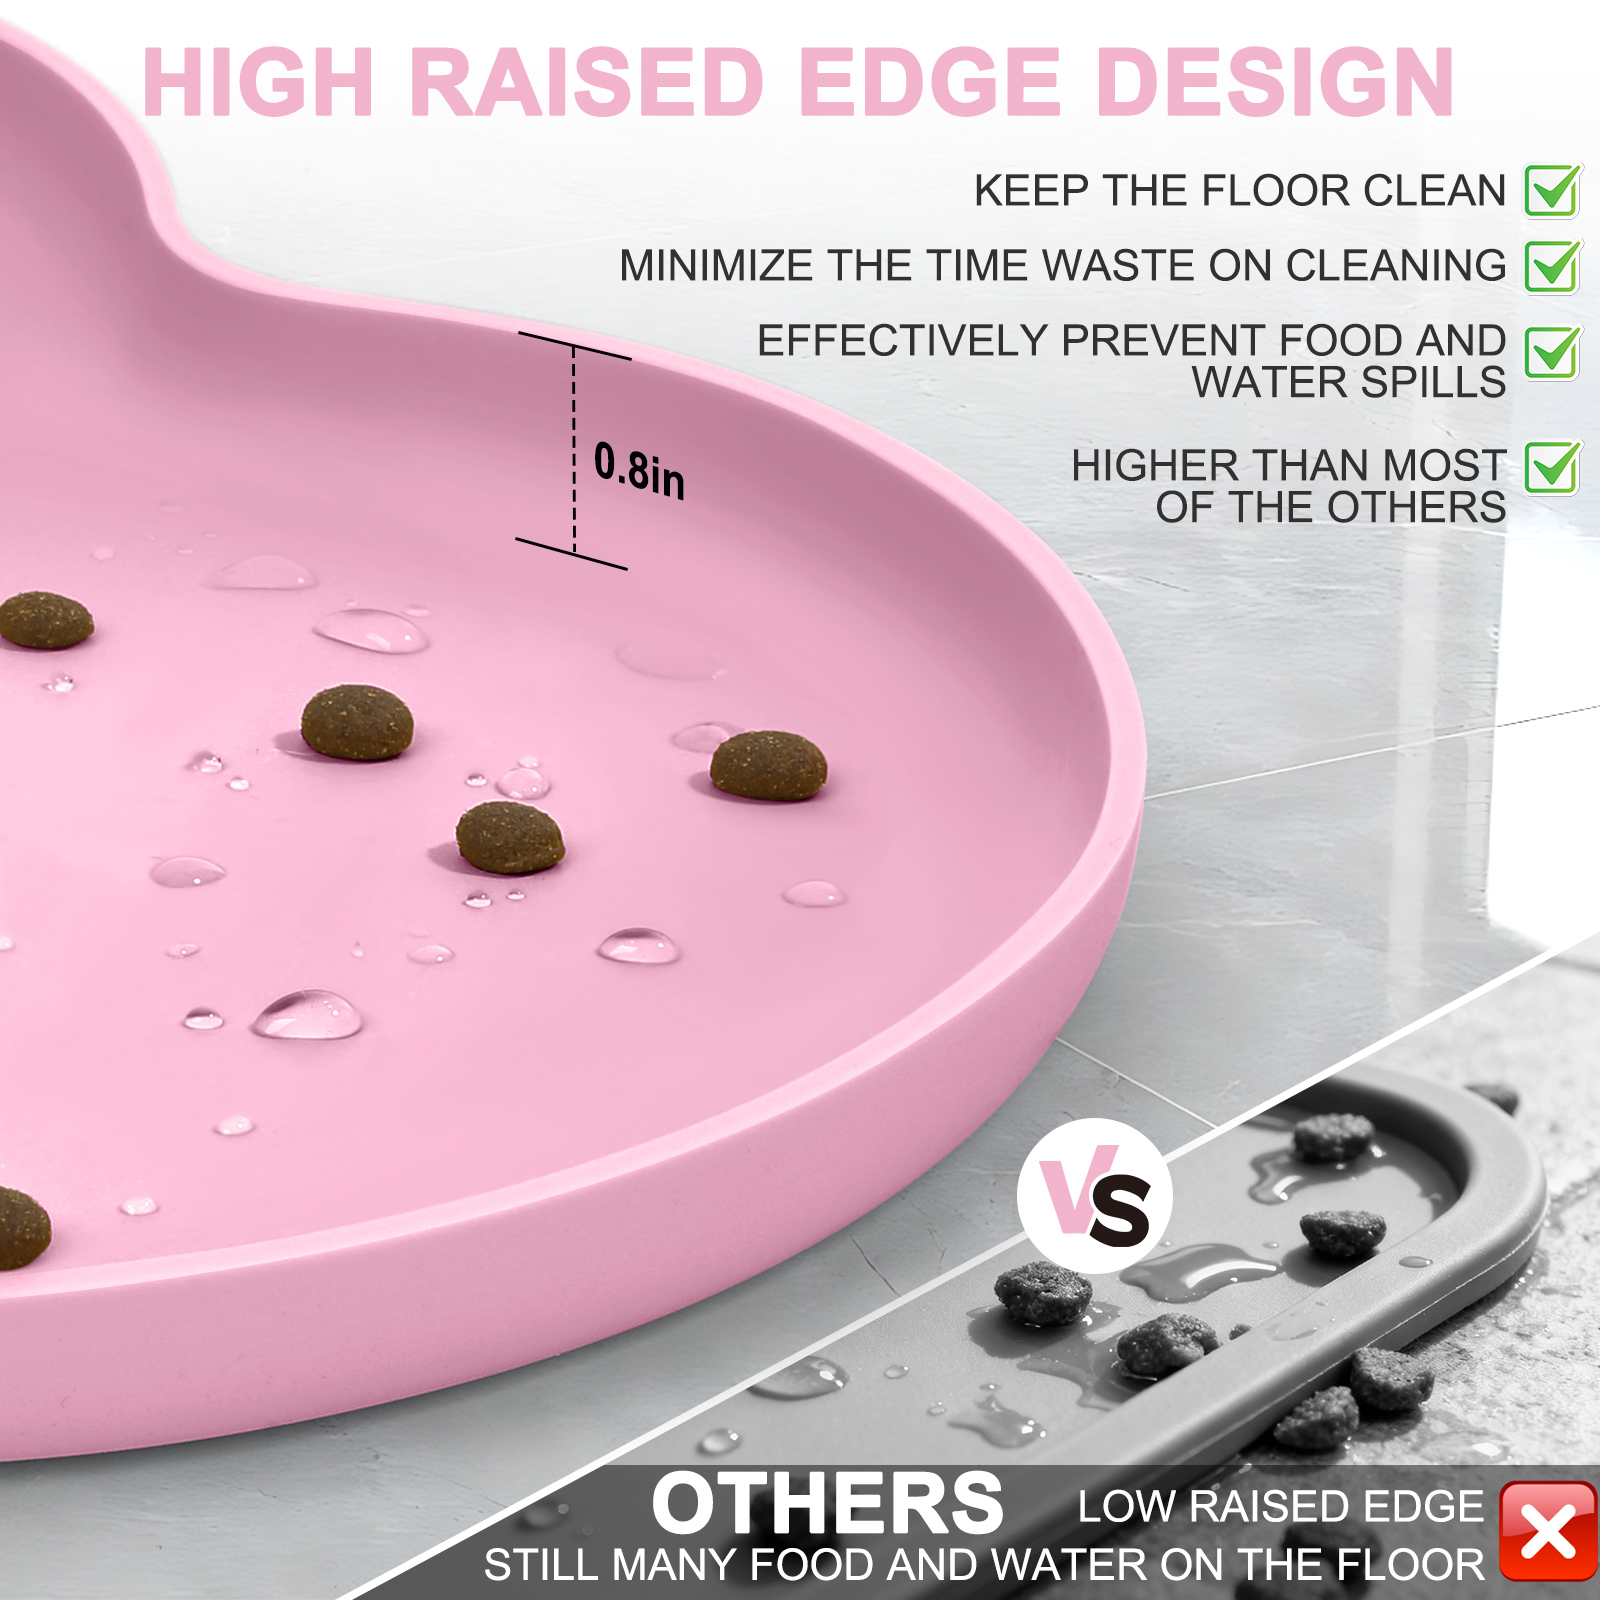 HIGH RAISED EDGE DESIGN
KEEP THE FLOOR CLEAN
MINIMIZE THE TIME WASTE ON CLEANING
EFFECTIVELY PREVENT FOOD AND
WATER SPILLS
HIGHER THAN MOST
OF THE OTHERS
0.8in
VS
OTHERS
LOW RAISED EDGE
STILL MANY FOOD AND WATER ON THE FLOOR